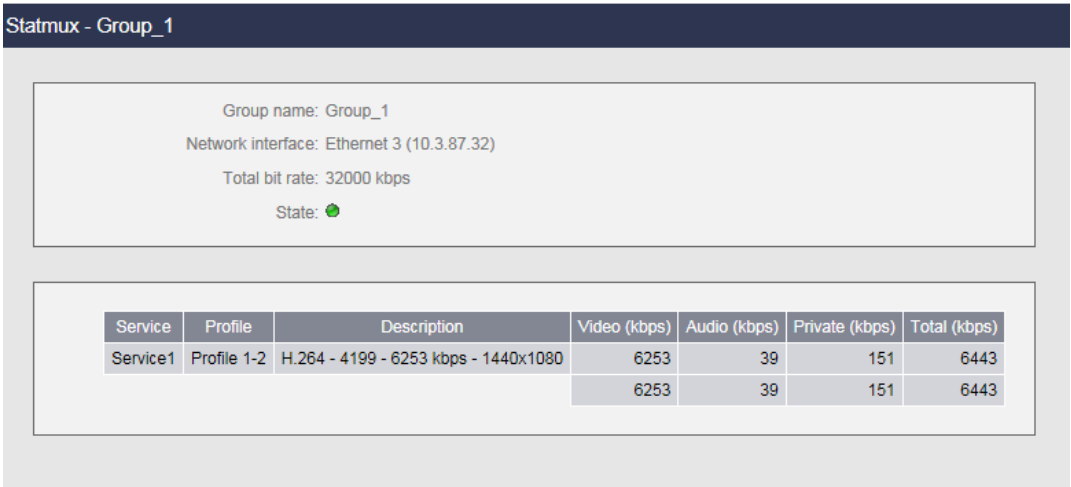 Statmux - Group_1
Group name: Group_1
Network interface: Ethernet 3 (10.3.87.32)
Total bit rate: 32000 kbps
State:
Service Profile Description Video (kbps) Audio (kbps) Private (kbps) Total (kbps)
Service1 Profile 1-2 H.264 - 4199 - 6253 kbps - 1440x1080 6253 39 151 6443
6253 39 151 6443